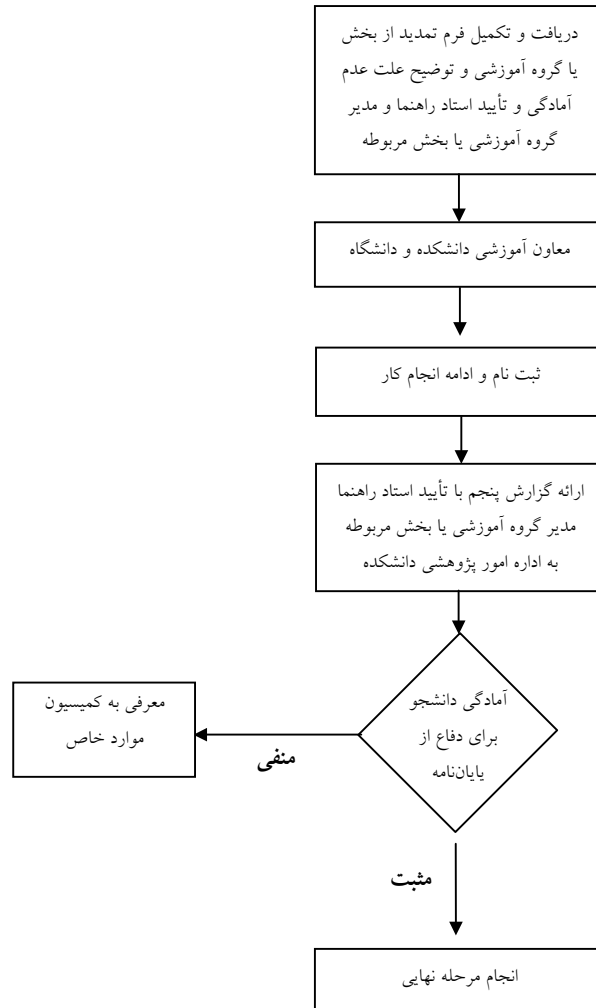 دریافت و تکمیل فرم تمدید از بخش
یا گروه آموزشی و توضیح علت عدم
آمادگی و تأیید استاد راهنما و مدیر
گروه آموزشی یا بخش مربوطه
معاون آموزشی دانشکده و دانشگاه
ثبت نام و ادامه انجام کار
ارائه گزارش پنجم با تأیید استاد راهنما
مدیر گروه آموزشی یا بخش مربوطه
به اداره امور پژوهشی دانشکده
آمادگی دانشجو
برای دفاع از
پایان‌نامه
منفی
معرفی به کمیسیون
موارد خاص
مثبت
انجام مرحله نهایی